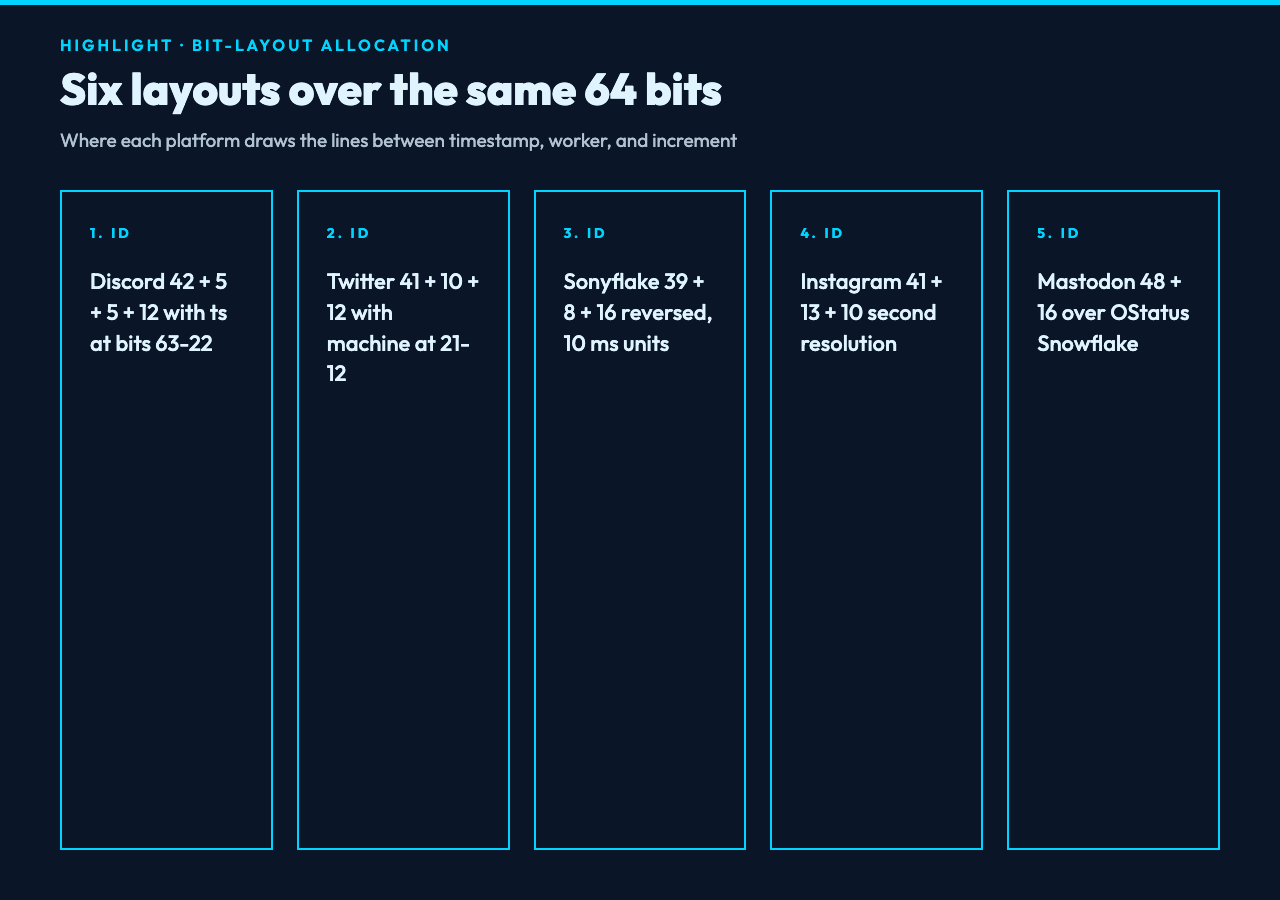 HIGHLIGHT · BIT-LAYOUT ALLOCATION
Six layouts over the same 64 bits
Where each platform draws the lines between timestamp, worker, and increment
1. ID
Discord 42 + 5
+ 5 + 12 with ts
at bits 63-22
2. ID
Twitter 41 + 10 +
12 with
machine at 21-
12
3. ID
Sonyflake 39 +
8 + 16 reversed,
10 ms units
4. ID
Instagram 41 +
13 + 10 second
resolution
5. ID
Mastodon 48 +
16 over OStatus
Snowflake